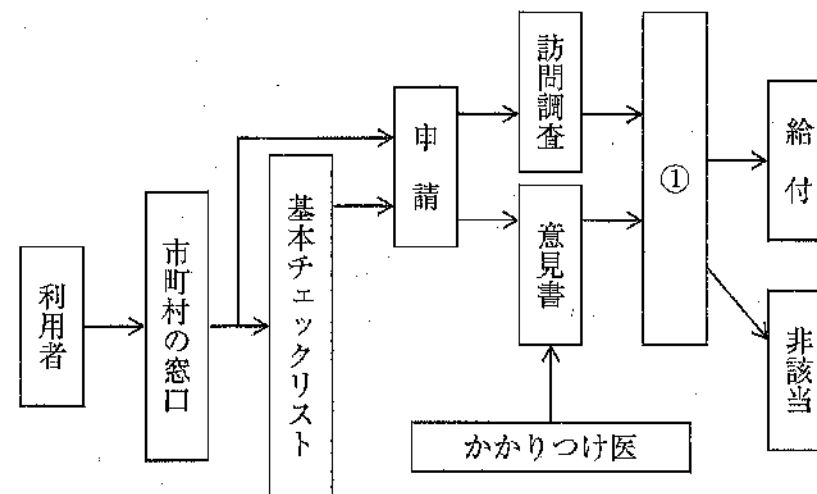 利用者
市町村の窓口
基本チェックリスト
申請
訪問調査
意見書
かかりつけ医
①
給付
非該当